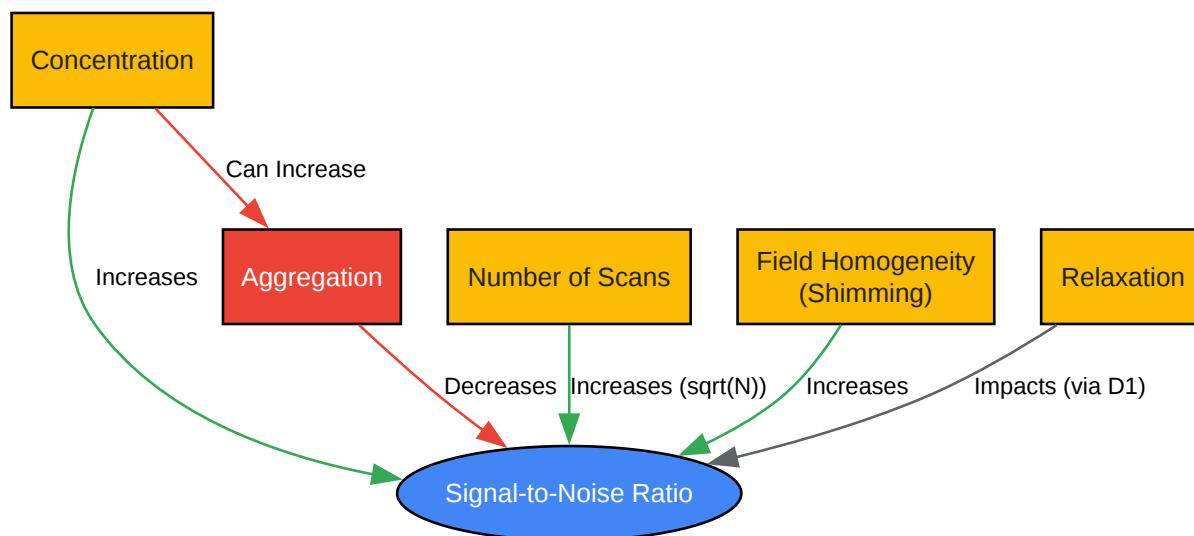 Concentration
Can Increase
Increases
Aggregation
Number of Scans
Field Homogeneity
(Shimming)
Relaxation
Decreases
Increases (sqrt(N))
Increases
Impacts (via D1)
Signal-to-Noise Ratio